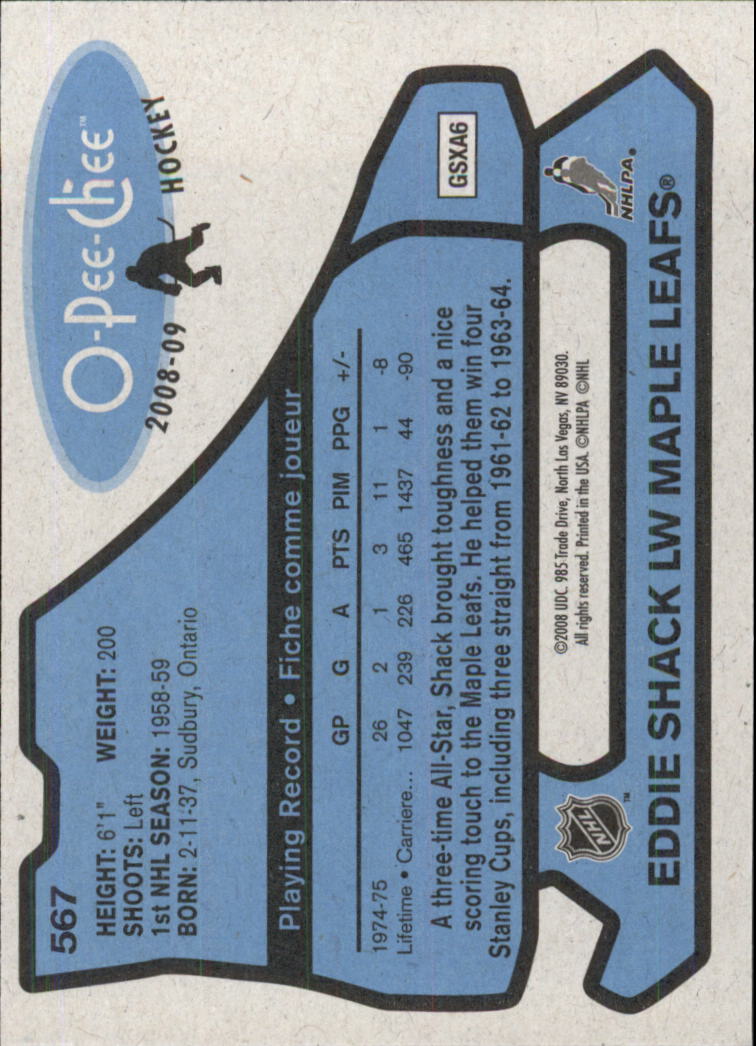 567
HEIGHT: 6'1" WEIGHT: 200
SHOOTS: Left
1st NHL SEASON: 1958-59
BORN: 2-11-37, Sudbury, Ontario
O-Pee-Chee™
2008-09 HOCKEY
Playing Record • Fiche comme joueur
GP G A PTS PIM PPG +/-
1974-75 26 2 1 3 11 1 -8
Lifetime • Carriere... 1047 239 226 465 1437 44 -90
A three-time All-Star, Shack brought toughness and a nice
scoring touch to the Maple Leafs. He helped them win four
Stanley Cups, including three straight from 1961-62 to 1963-64.
GSXA6
NHL™
©2008 UDC. 985 Trade Drive, North Las Vegas, NV 89030.
All rights reserved. Printed in the USA. ©NHLPA ©NHL
NHLPA.
EDDIE SHACK LW MAPLE LEAFS®